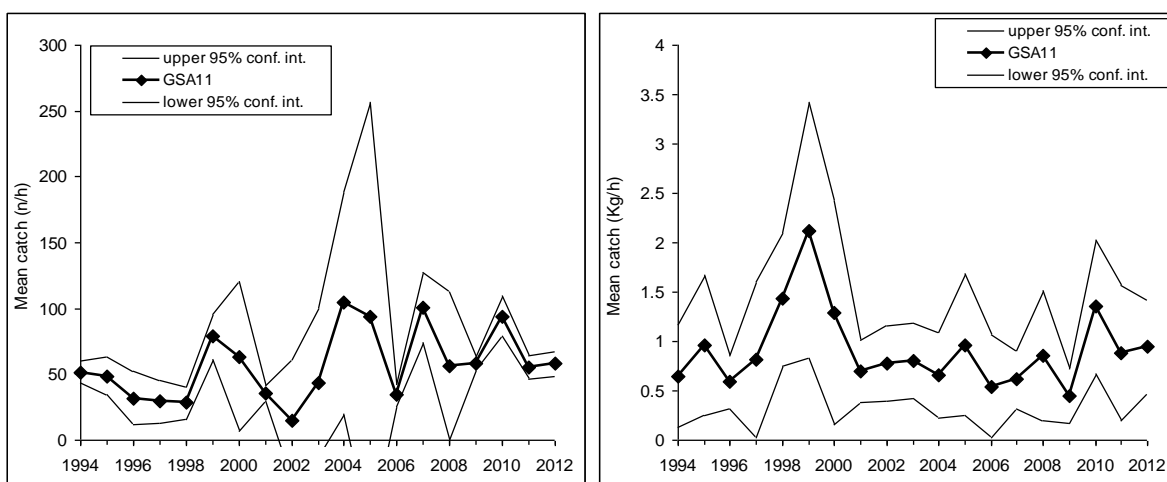 Mean catch (n/h)
300
250
200
150
100
50
0
upper 95% conf. int.
GSA11
lower 95% conf. int.
1994 1996 1998 2000 2002 2004 2006 2008 2010 2012
Mean catch (Kg/h)
4
3.5
3
2.5
2
1.5
1
0.5
0
upper 95% conf. int.
GSA11
lower 95% conf. int.
1994 1996 1998 2000 2002 2004 2006 2008 2010 2012